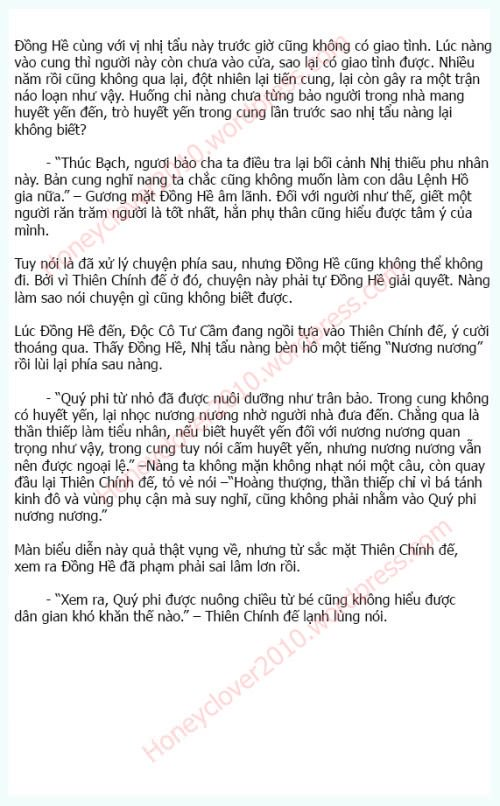 Đồng Hề cùng với vị nhị tẩu này trước giờ cũng không có giao tình. Lúc nàng
vào cung thì người này còn chưa vào cửa, sao lại có giao tình được. Nhiều
năm rồi cũng không qua lại, đột nhiên lại tiến cung, lại còn gây ra một trận
náo loạn như vậy. Huống chi nàng chưa từng bảo người trong nhà mang
huyết yến đến, trò huyết yến trong cung lần trước sao nhị tẩu nàng lại
không biết?
- “Thúc Bạch, ngươi bảo cha ta điều tra lại bối cảnh Nhị thiếu phu nhân
này. Bản cung nghĩ nang ta chắc cũng không muốn làm con dâu Lệnh Hồ
gia nữa.” – Gương mặt Đồng Hề âm lãnh. Đối với người như thế, giết một
người răn trăm người là tốt nhất, hẳn phụ thân cũng hiểu được tâm ý của
mình.
Tuy nói là đã xử lý chuyện phía sau, nhưng Đồng Hề cũng không thể không
đi. Bởi vì Thiên Chính đế ở đó, chuyện này phải tự Đồng Hề giải quyết. Nàng
làm sao nói chuyện gì cũng không biết được.
Lúc Đồng Hề đến, Độc Cô Tư Cầm đang ngồi tựa vào Thiên Chính đế, ý cười
thoáng qua. Thấy Đồng Hề, Nhị tẩu nàng bèn hô một tiếng “Nương nương”
rồi lùi lại phía sau nàng.
- “Quý phi từ nhỏ đã được nuôi dưỡng như trân bảo. Trong cung không
có huyết yến, lại nhọc nương nương nhờ người nhà đưa đến. Chẳng qua là
thần thiếp làm tiểu nhân, nếu biết huyết yến đối với nương nương quan
trọng như vậy, trong cung tuy nói cấm huyết yến, nhưng nương nương vẫn
nên được ngoại lệ.” –Nàng ta không mặn không nhạt nói một câu, còn quay
đầu lại Thiên Chính đế, tỏ vẻ nói –“Hoàng thượng, thần thiếp chỉ vì bá tánh
kinh đô và vùng phụ cận mà suy nghĩ, cũng không phải nhằm vào Quý phi
nương nương.”
Màn biểu diễn này quả thật vụng về, nhưng từ sắc mặt Thiên Chính đế,
xem ra Đồng Hề đã phạm phải sai lầm lớn rồi.
- “Xem ra, Quý phi được nuông chiều từ bé cũng không hiểu được
dân gian khó khăn thế nào.” – Thiên Chính đế lạnh lùng nói.
Honeyclover2010.wordpress.com
Honeyclover2010.wordpress.com
Honeyclover2010.wordpress.com